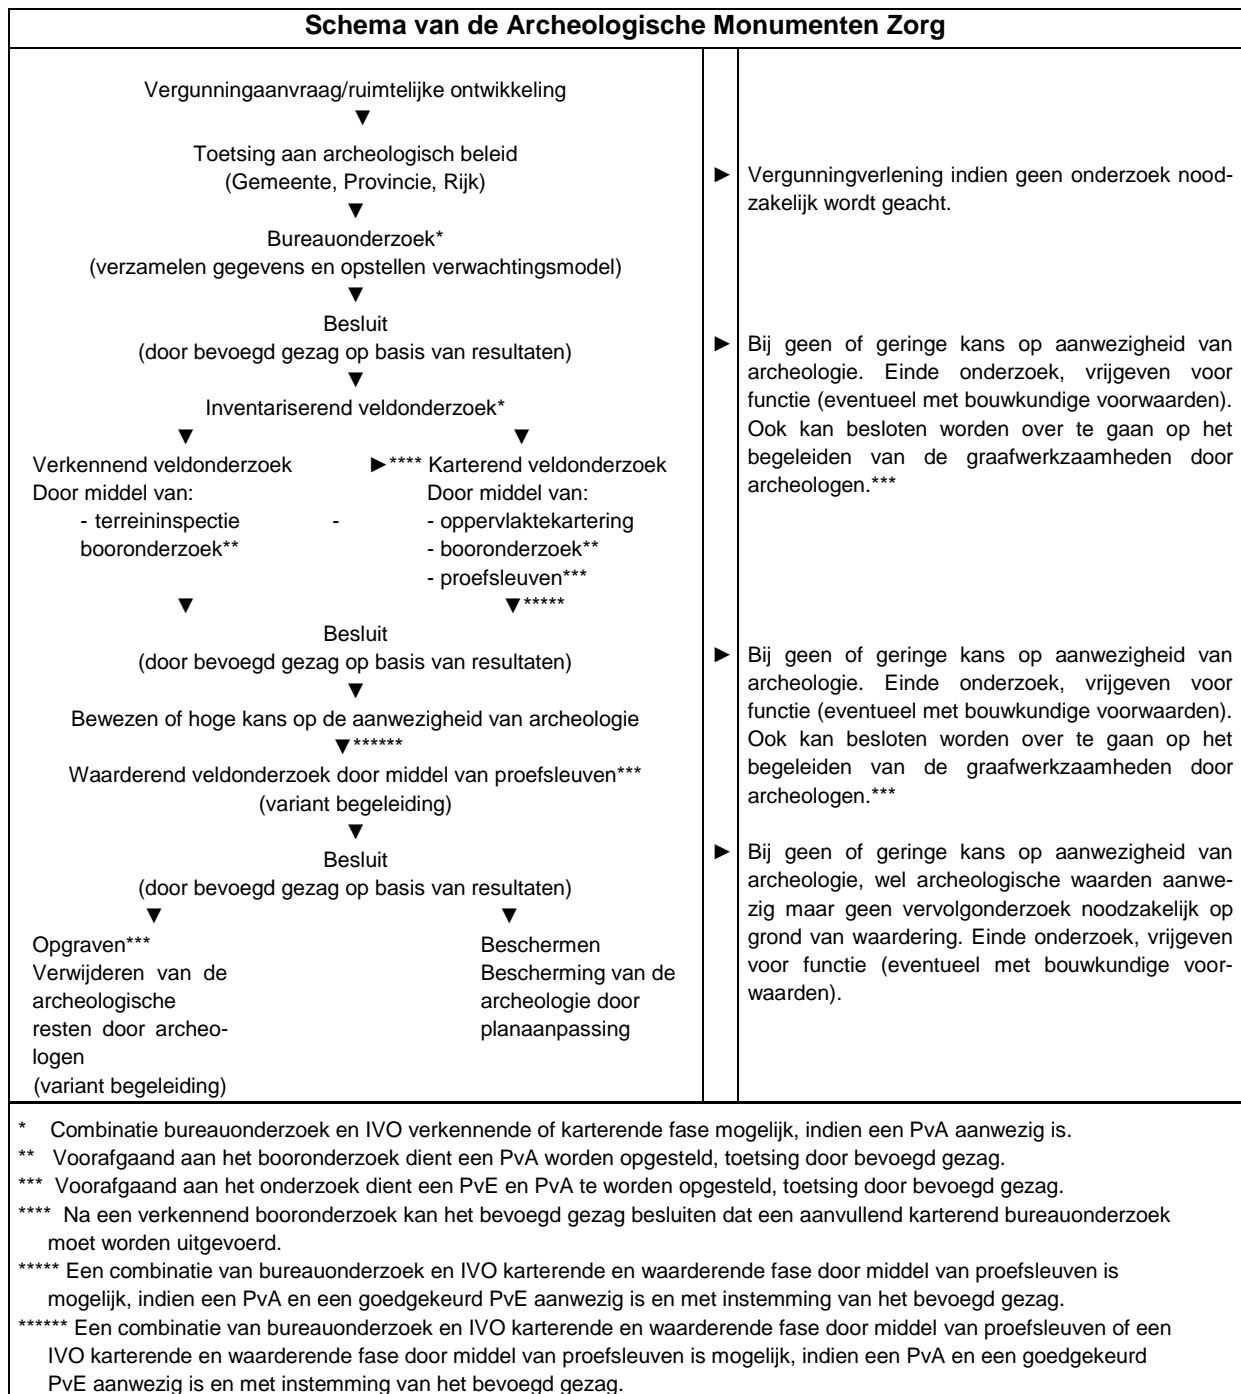 Schema van de Archeologische Monumenten Zorg
Vergunningaanvraag/ruimtelijke ontwikkeling
▼
Toetsing aan archeologisch beleid
(Gemeente, Provincie, Rijk)
▼
Bureauonderzoek*
(verzamelen gegevens en opstellen verwachtingsmodel)
▼
Besluit
(door bevoegd gezag op basis van resultaten)
▼
Inventariserend veldonderzoek*
▼ ▼
Verkennend veldonderzoek ►**** Karterend veldonderzoek
Door middel van: Door middel van:
- terreininspectie - - oppervlaktekartering
booronderzoek** - booronderzoek**
- proefsleuven***
▼ ▼*****
Besluit
(door bevoegd gezag op basis van resultaten)
▼
Bewezen of hoge kans op de aanwezigheid van archeologie
▼******
Waarderend veldonderzoek door middel van proefsleuven***
(variant begeleiding)
▼
Besluit
(door bevoegd gezag op basis van resultaten)
▼ ▼
Opgraven*** Beschermen
Verwijderen van de Bescherming van de
archeologische archeologie door
resten door archeo- planaanpassing
logen
(variant begeleiding)
► Vergunningverlening indien geen onderzoek nood-
zakelijk wordt geacht.
► Bij geen of geringe kans op aanwezigheid van
archeologie. Einde onderzoek, vrijgeven voor
functie (eventueel met bouwkundige voorwaarden).
Ook kan besloten worden over te gaan op het
begeleiden van de graafwerkzaamheden door
archeologen.***
► Bij geen of geringe kans op aanwezigheid van
archeologie. Einde onderzoek, vrijgeven voor
functie (eventueel met bouwkundige voorwaarden).
Ook kan besloten worden over te gaan op het
begeleiden van de graafwerkzaamheden door
archeologen.***
► Bij geen of geringe kans op aanwezigheid van
archeologie, wel archeologische waarden aanwe-
zig maar geen vervolgonderzoek noodzakelijk op
grond van waardering. Einde onderzoek, vrijgeven
voor functie (eventueel met bouwkundige voor-
waarden).
* Combinatie bureauonderzoek en IVO verkennende of karterende fase mogelijk, indien een PvA aanwezig is.
** Voorafgaand aan het booronderzoek dient een PvA worden opgesteld, toetsing door bevoegd gezag.
*** Voorafgaand aan het onderzoek dient een PvE en PvA te worden opgesteld, toetsing door bevoegd gezag.
**** Na een verkennend booronderzoek kan het bevoegd gezag besluiten dat een aanvullend karterend bureauonderzoek
moet worden uitgevoerd.
***** Een combinatie van bureauonderzoek en IVO karterende en waarderende fase door middel van proefsleuven is
mogelijk, indien een PvA en een goedgekeurd PvE aanwezig is en met instemming van het bevoegd gezag.
****** Een combinatie van bureauonderzoek en IVO karterende en waarderende fase door middel van proefsleuven of een
IVO karterende en waarderende fase door middel van proefsleuven is mogelijk, indien een PvA en een goedgekeurd
PvE aanwezig is en met instemming van het bevoegd gezag.